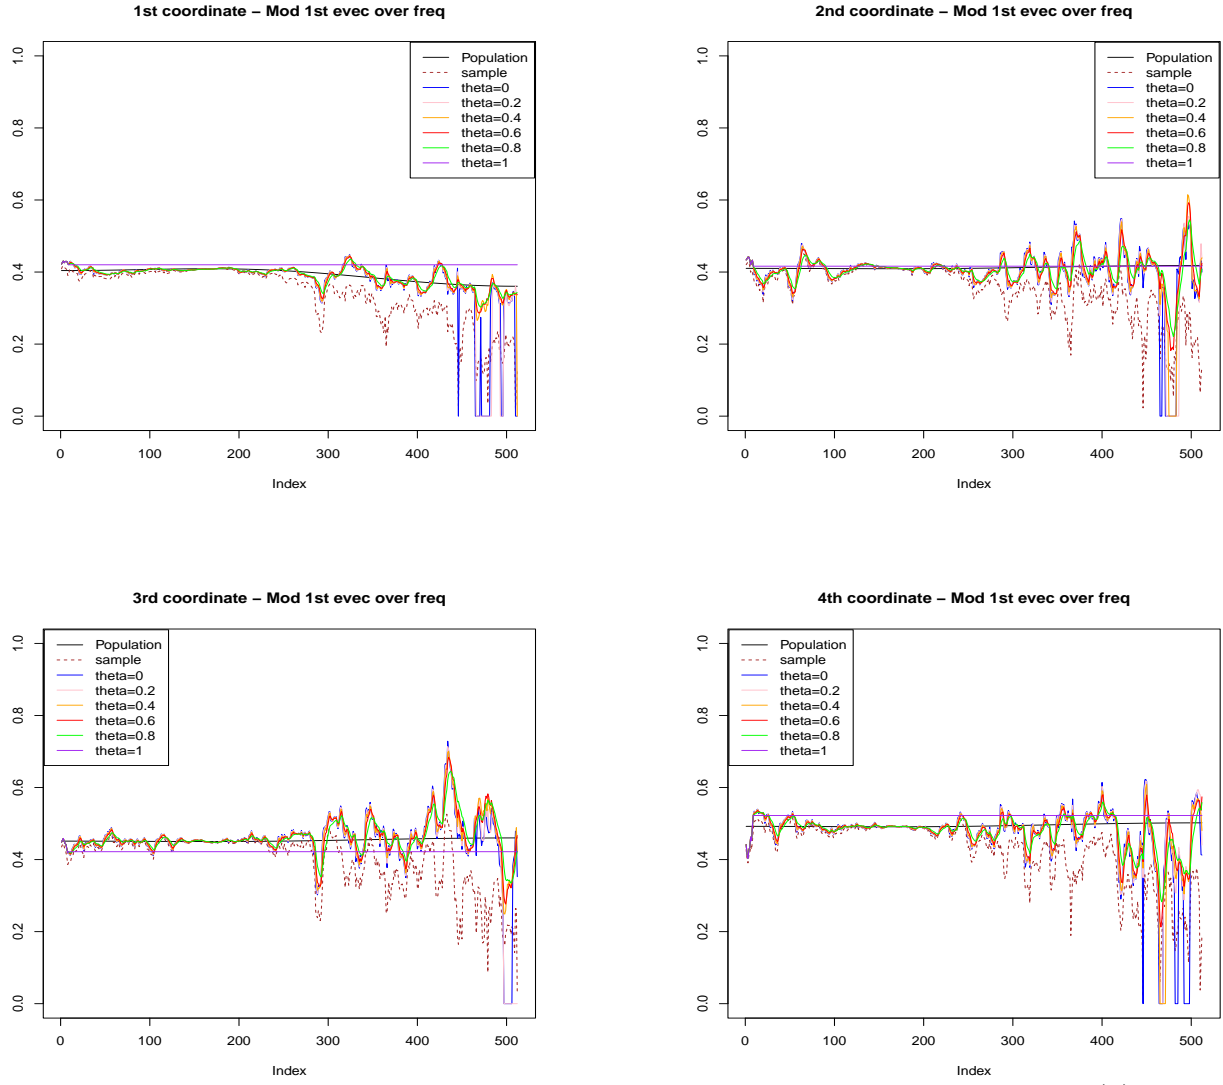 1st coordinate – Mod 1st evec over freq
1.0
0.8
0.6
0.4
0.2
0.0
Population
sample
theta=0
theta=0.2
theta=0.4
theta=0.6
theta=0.8
theta=1
0 100 200 300 400 500
Index
2nd coordinate – Mod 1st evec over freq
1.0
0.8
0.6
0.4
0.2
0.0
Population
sample
theta=0
theta=0.2
theta=0.4
theta=0.6
theta=0.8
theta=1
0 100 200 300 400 500
Index
3rd coordinate – Mod 1st evec over freq
1.0
0.8
0.6
0.4
0.2
0.0
Population
sample
theta=0
theta=0.2
theta=0.4
theta=0.6
theta=0.8
theta=1
0 100 200 300 400 500
Index
4th coordinate – Mod 1st evec over freq
1.0
0.8
0.6
0.4
0.2
0.0
Population
sample
theta=0
theta=0.2
theta=0.4
theta=0.6
theta=0.8
theta=1
0 100 200 300 400 500
Index